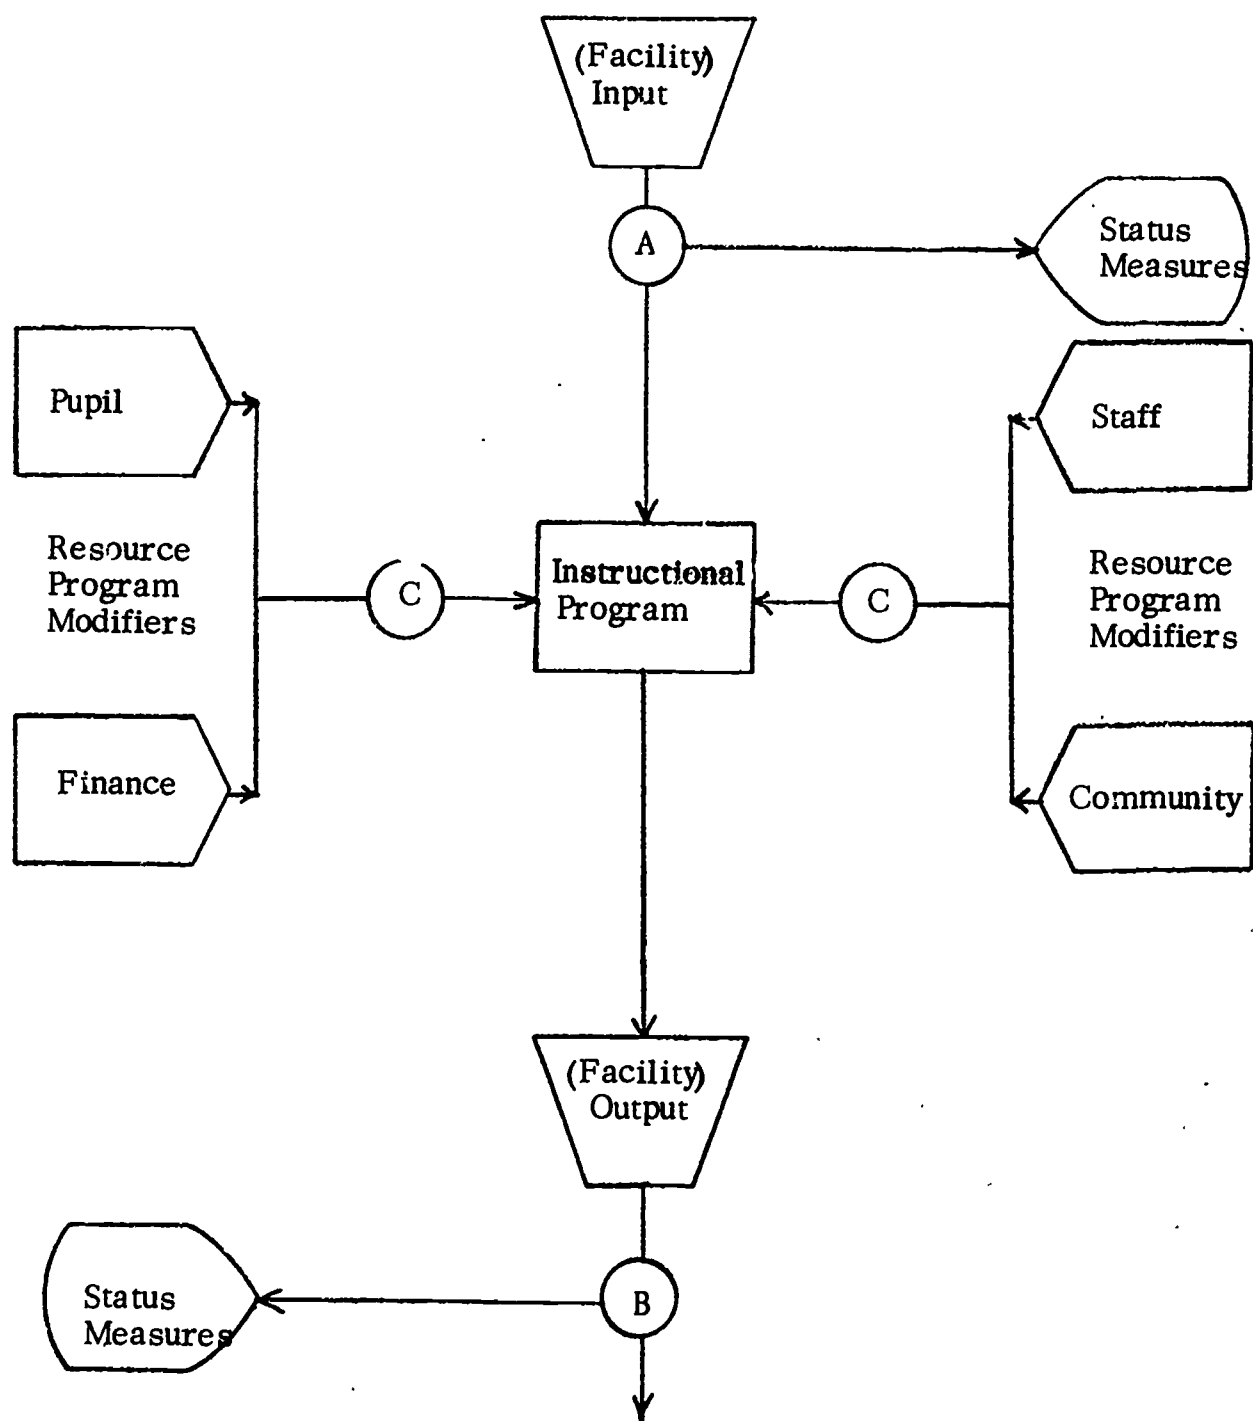 (Facility)
Input
A
Status
Measures
Pupil
Staff
Resource
Program
Modifiers
C
Instructional
Program
C
Resource
Program
Modifiers
Finance
Community
(Facility)
Output
B
Status
Measures